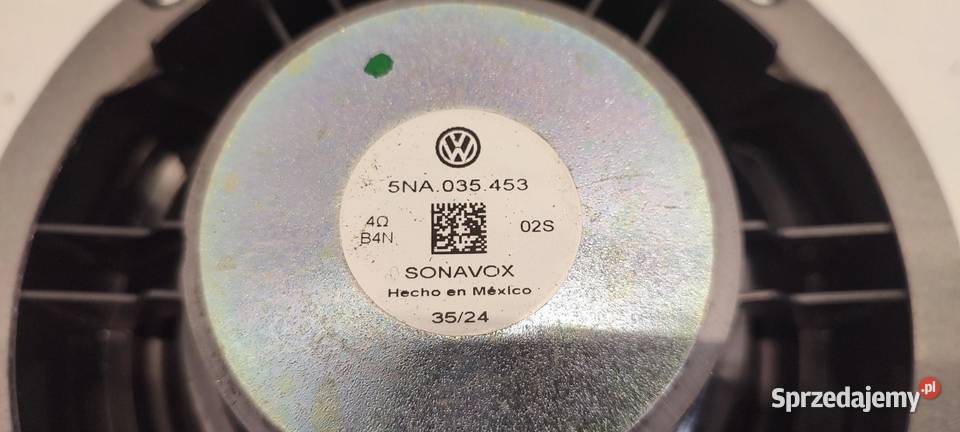 5NA.035.453
4Ω
B4N
02S
SONAVOX
Hecho en México
35/24
Sprzedajemy.pl